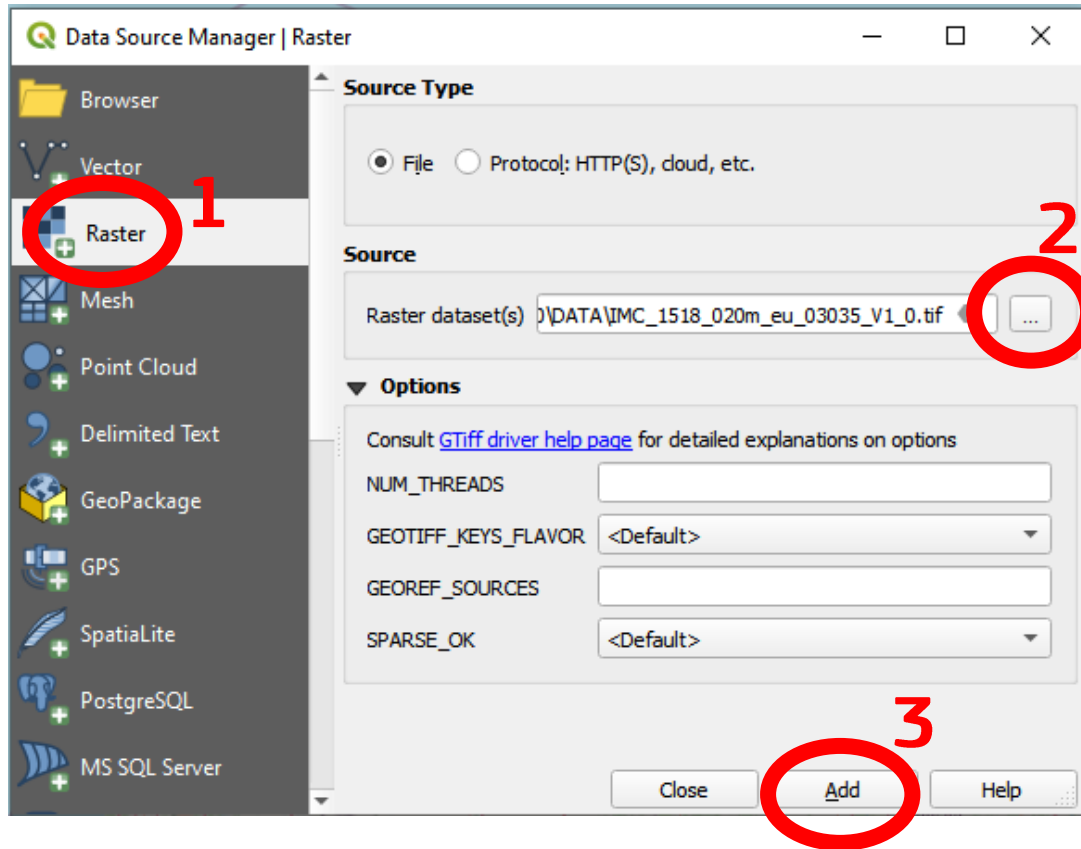 Data Source Manager | Raster
Browser
Vector
Raster
Mesh
Point Cloud
Delimited Text
GeoPackage
GPS
SpatiaLite
PostgreSQL
MS SQL Server
1
Source Type
File Protocol: HTTP(S), cloud, etc.
2
Source
Raster dataset(s) \DATA\IMC_1518_020m_eu_03035_V1_0.tif ...
Options
Consult GTiff driver help page for detailed explanations on options
NUM_THREADS
GEOTIFF_KEYS_FLAVOR <Default>
GEOREF_SOURCES
SPARSE_OK <Default>
3
Close Add Help